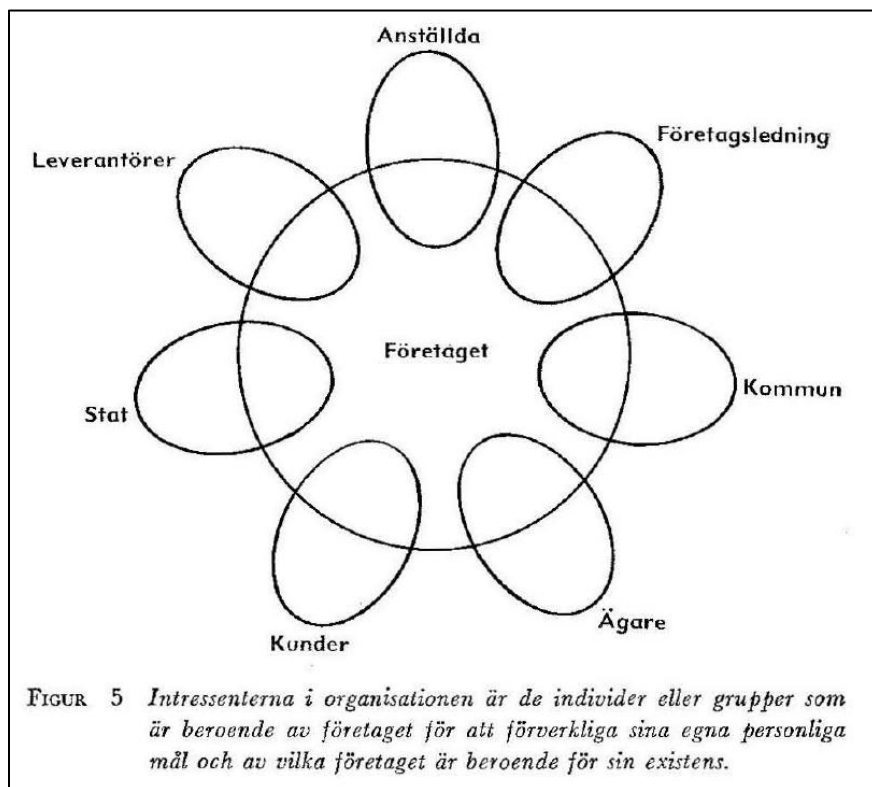 Anställda
Leverantörer
Företagsledning
Företaget
Stat
Kommun
Kunder
Ägare
FIGUR 5 Intressenterna i organisationen är de individer eller grupper som
är beroende av företaget för att förverkliga sina egna personliga
mål och av vilka företaget är beroende för sin existens.